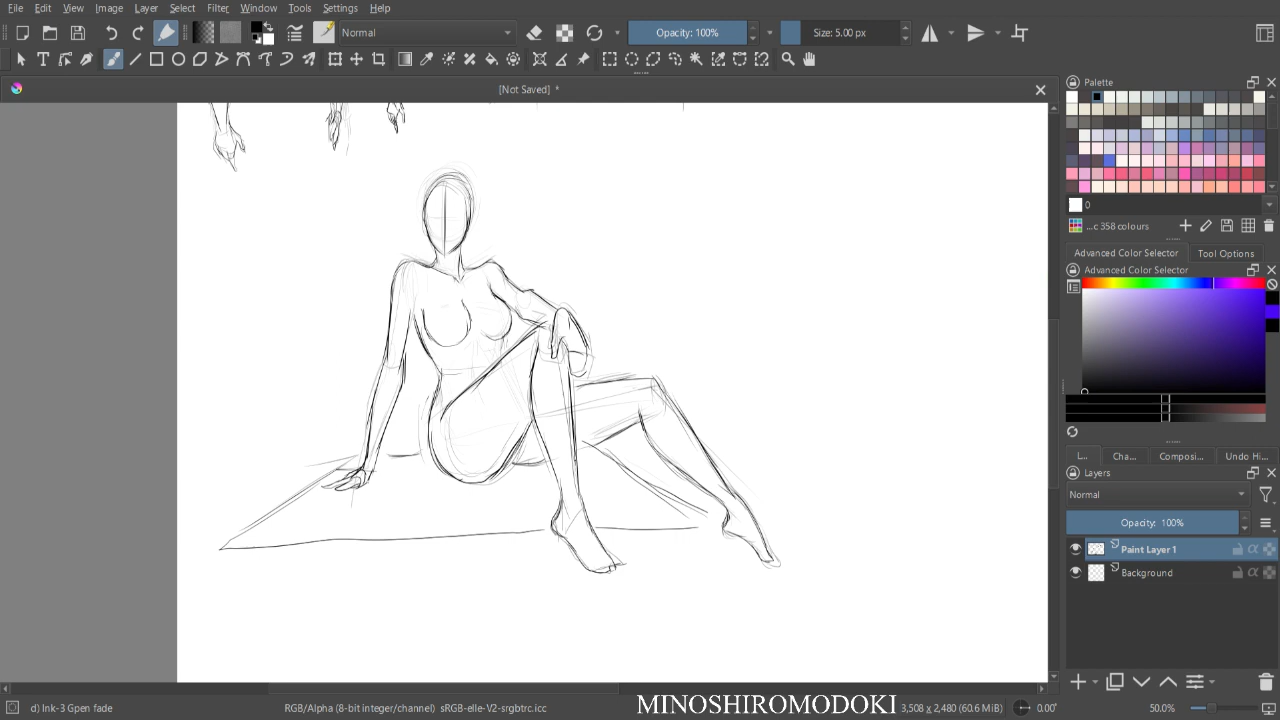 File Edit View Image Layer Select Filter Tools Settings Window Help
Normal Opacity: 100% Size: 5.00 px
[Not Saved] *
Palette
0
...c 358 colours
Advanced Color Selector Tool Options
Advanced Color Selector
L... Cha... Composi... Undo Hi...
Layers
Normal
Opacity: 100%
Paint Layer 1
Background
d) Ink-3 Gpen fade RGB/Alpha (8-bit integer/channel) sRGB-elle-V2-srgbtrc.icc MINOSHIROMODOKI 3,508 x 2,480 (60.6 MiB) 0.00° 50.0%